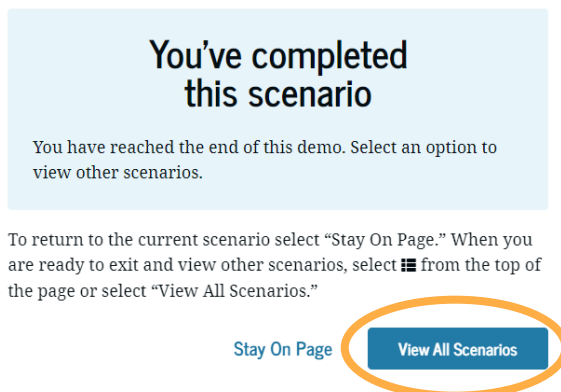 You’ve completed
this scenario
You have reached the end of this demo. Select an option to
view other scenarios.
To return to the current scenario select “Stay On Page.” When you
are ready to exit and view other scenarios, select from the top of
the page or select “View All Scenarios.”
Stay On Page View All Scenarios